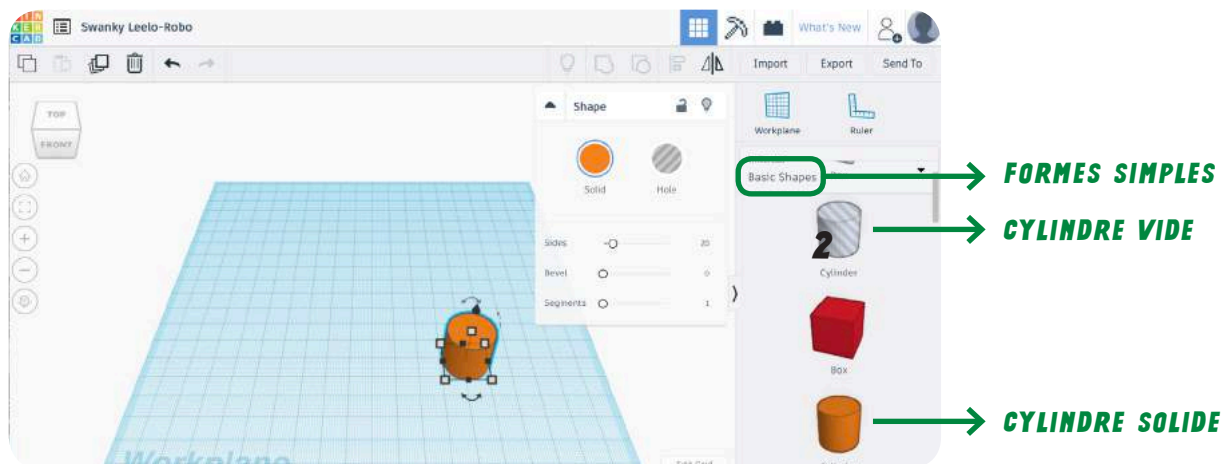 TINKERCAD
Swanky Leelo-Robo
What's New
Import
Export
Send To
TOP
FRONT
Shape
Solid
Hole
Sides
20
Bevel
0
Segments
1
Workplane
Ruler
Basic Shapes
FORMES SIMPLES
2
CYLINDRE VIDE
Cylinder
Box
CYLINDRE SOLIDE
Workplane